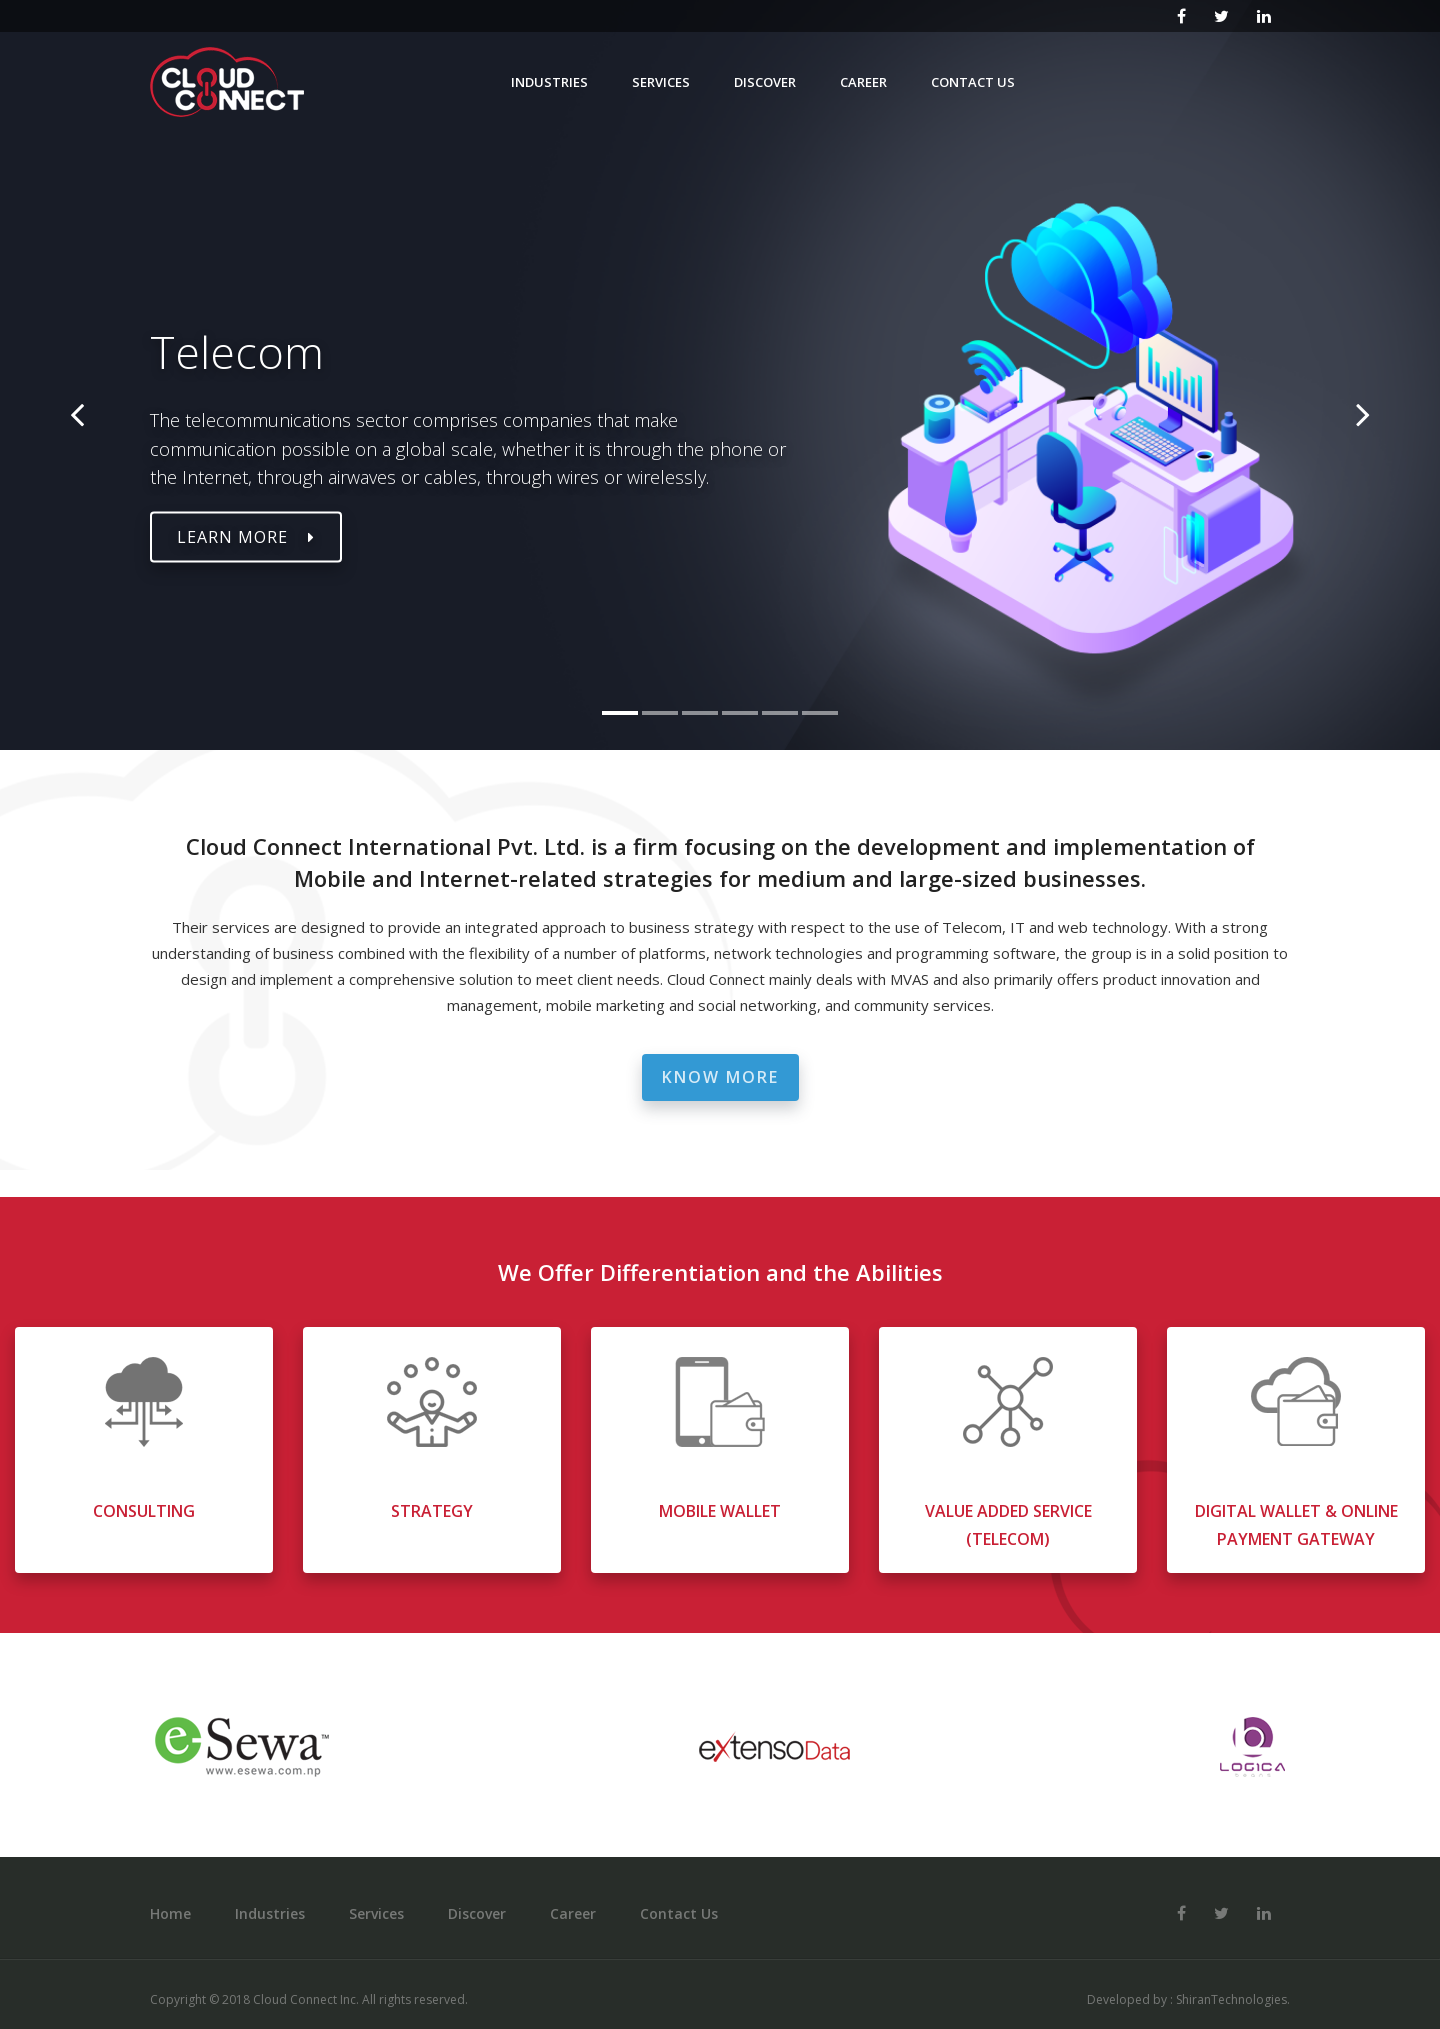 CLOUD
CONNECT
INDUSTRIES
SERVICES
DISCOVER
CAREER
CONTACT US
Telecom
The telecommunications sector comprises companies that make
communication possible on a global scale, whether it is through the phone or
the Internet, through airwaves or cables, through wires or wirelessly.
LEARN MORE
Cloud Connect International Pvt. Ltd. is a firm focusing on the development and implementation of
Mobile and Internet-related strategies for medium and large-sized businesses.
Their services are designed to provide an integrated approach to business strategy with respect to the use of Telecom, IT and web technology. With a strong
understanding of business combined with the flexibility of a number of platforms, network technologies and programming software, the group is in a solid position to
design and implement a comprehensive solution to meet client needs. Cloud Connect mainly deals with MVAS and also primarily offers product innovation and
management, mobile marketing and social networking, and community services.
KNOW MORE
We Offer Differentiation and the Abilities
CONSULTING
STRATEGY
MOBILE WALLET
VALUE ADDED SERVICE
(TELECOM)
DIGITAL WALLET & ONLINE
PAYMENT GATEWAY
eSewa™
www.esewa.com.np
extensoData
LOGICA
Home
Industries
Services
Discover
Career
Contact Us
Copyright © 2018 Cloud Connect Inc. All rights reserved.
Developed by : ShiranTechnologies.